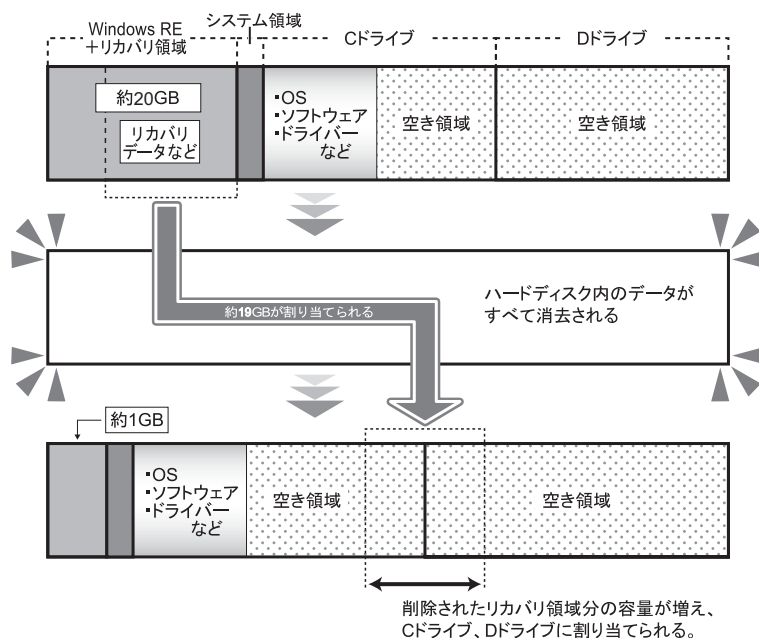 Windows RE
＋リカバリ領域
システム領域
Cドライブ
Dドライブ
約20GB
リカバリ
データなど
▪OS
▪ソフトウェア
▪ドライバー
など
空き領域
空き領域
ハードディスク内のデータが
すべて消去される
約19GBが割り当てられる
約1GB
▪OS
▪ソフトウェア
▪ドライバー
など
空き領域
空き領域
削除されたリカバリ領域分の容量が増え、
Cドライブ、Dドライブに割り当てられる。